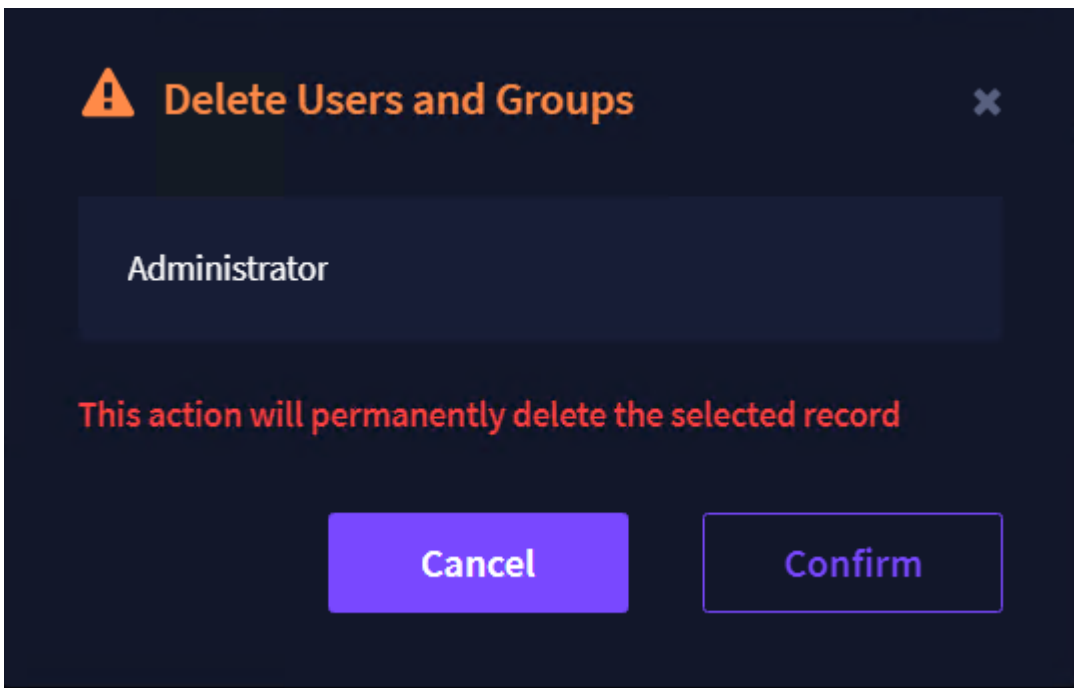 Delete Users and Groups
Administrator
This action will permanently delete the selected record
Cancel Confirm